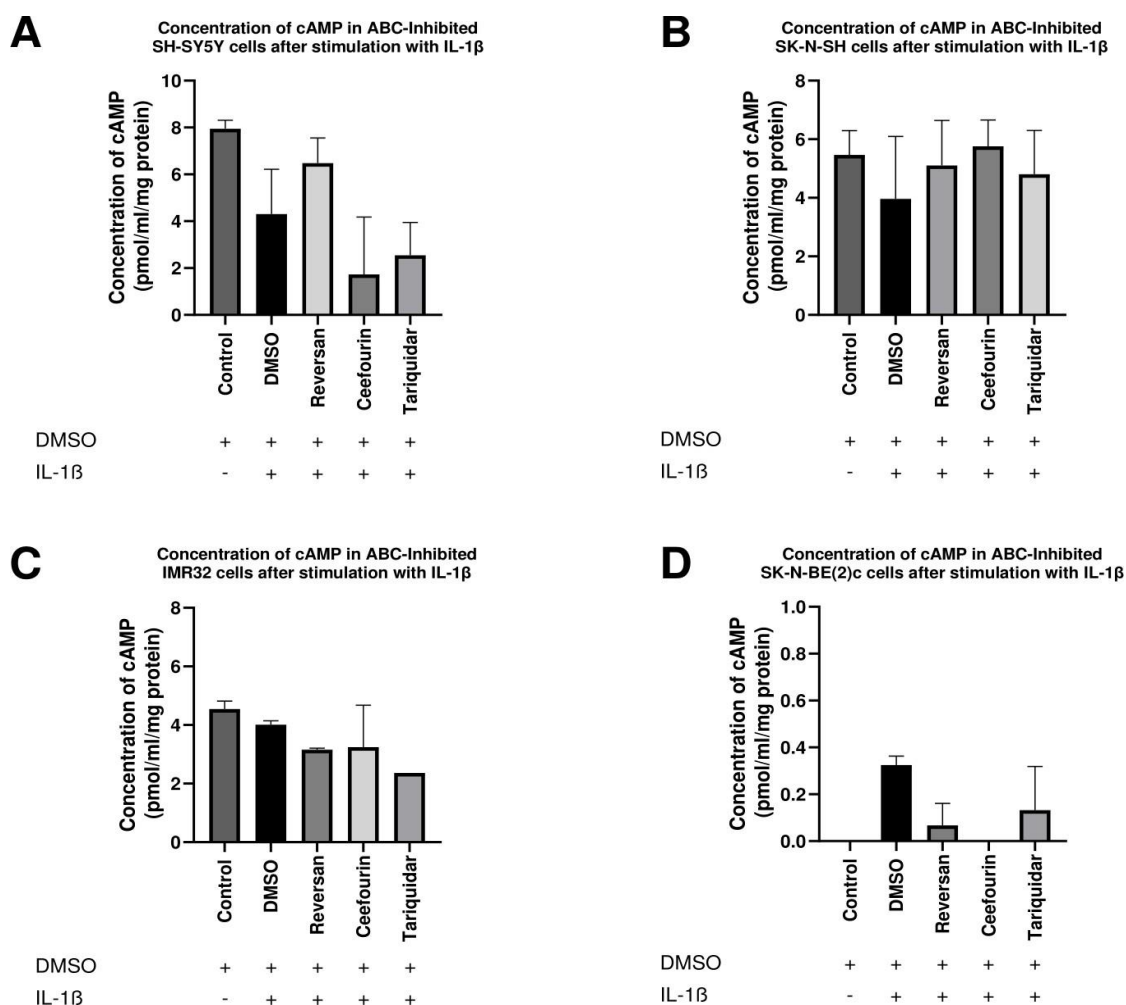 A
Concentration of cAMP in ABC-Inhibited
SH-SY5Y cells after stimulation with IL-1β
Concentration of cAMP
(pmol/ml/mg protein)
10
8
6
4
2
0
Control
DMSO
Reversan
Ceefourin
Tariquidar
DMSO + + + + +
IL-1ß - + + + +
B
Concentration of cAMP in ABC-Inhibited
SK-N-SH cells after stimulation with IL-1β
Concentration of cAMP
(pmol/ml/mg protein)
8
6
4
2
0
Control
DMSO
Reversan
Ceefourin
Tariquidar
DMSO + + + + +
IL-1ß - + + + +
C
Concentration of cAMP in ABC-Inhibited
IMR32 cells after stimulation with IL-1β
Concentration of cAMP
(pmol/ml/mg protein)
8
6
4
2
0
Control
DMSO
Reversan
Ceefourin
Tariquidar
DMSO + + + + +
IL-1ß - + + + +
D
Concentration of cAMP in ABC-Inhibited
SK-N-BE(2)c cells after stimulation with IL-1β
Concentration of cAMP
(pmol/ml/mg protein)
1.0
0.8
0.6
0.4
0.2
0.0
Control
DMSO
Reversan
Ceefourin
Tariquidar
DMSO + + + + +
IL-1ß - + + + +